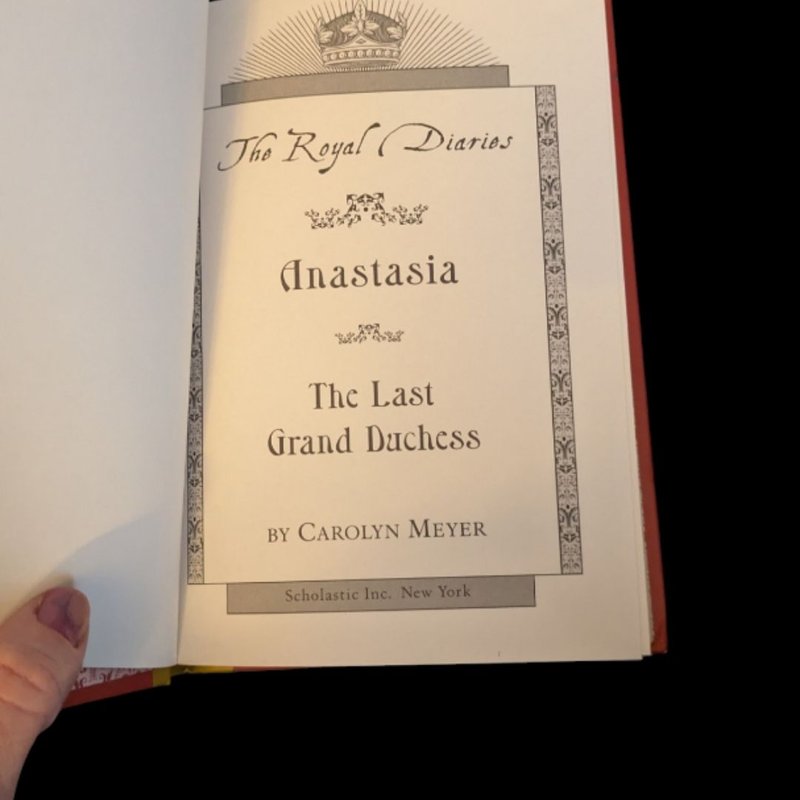 The Royal Diaries
Anastasia
The Last
Grand Duchess
BY CAROLYN MEYER
Scholastic Inc. New York